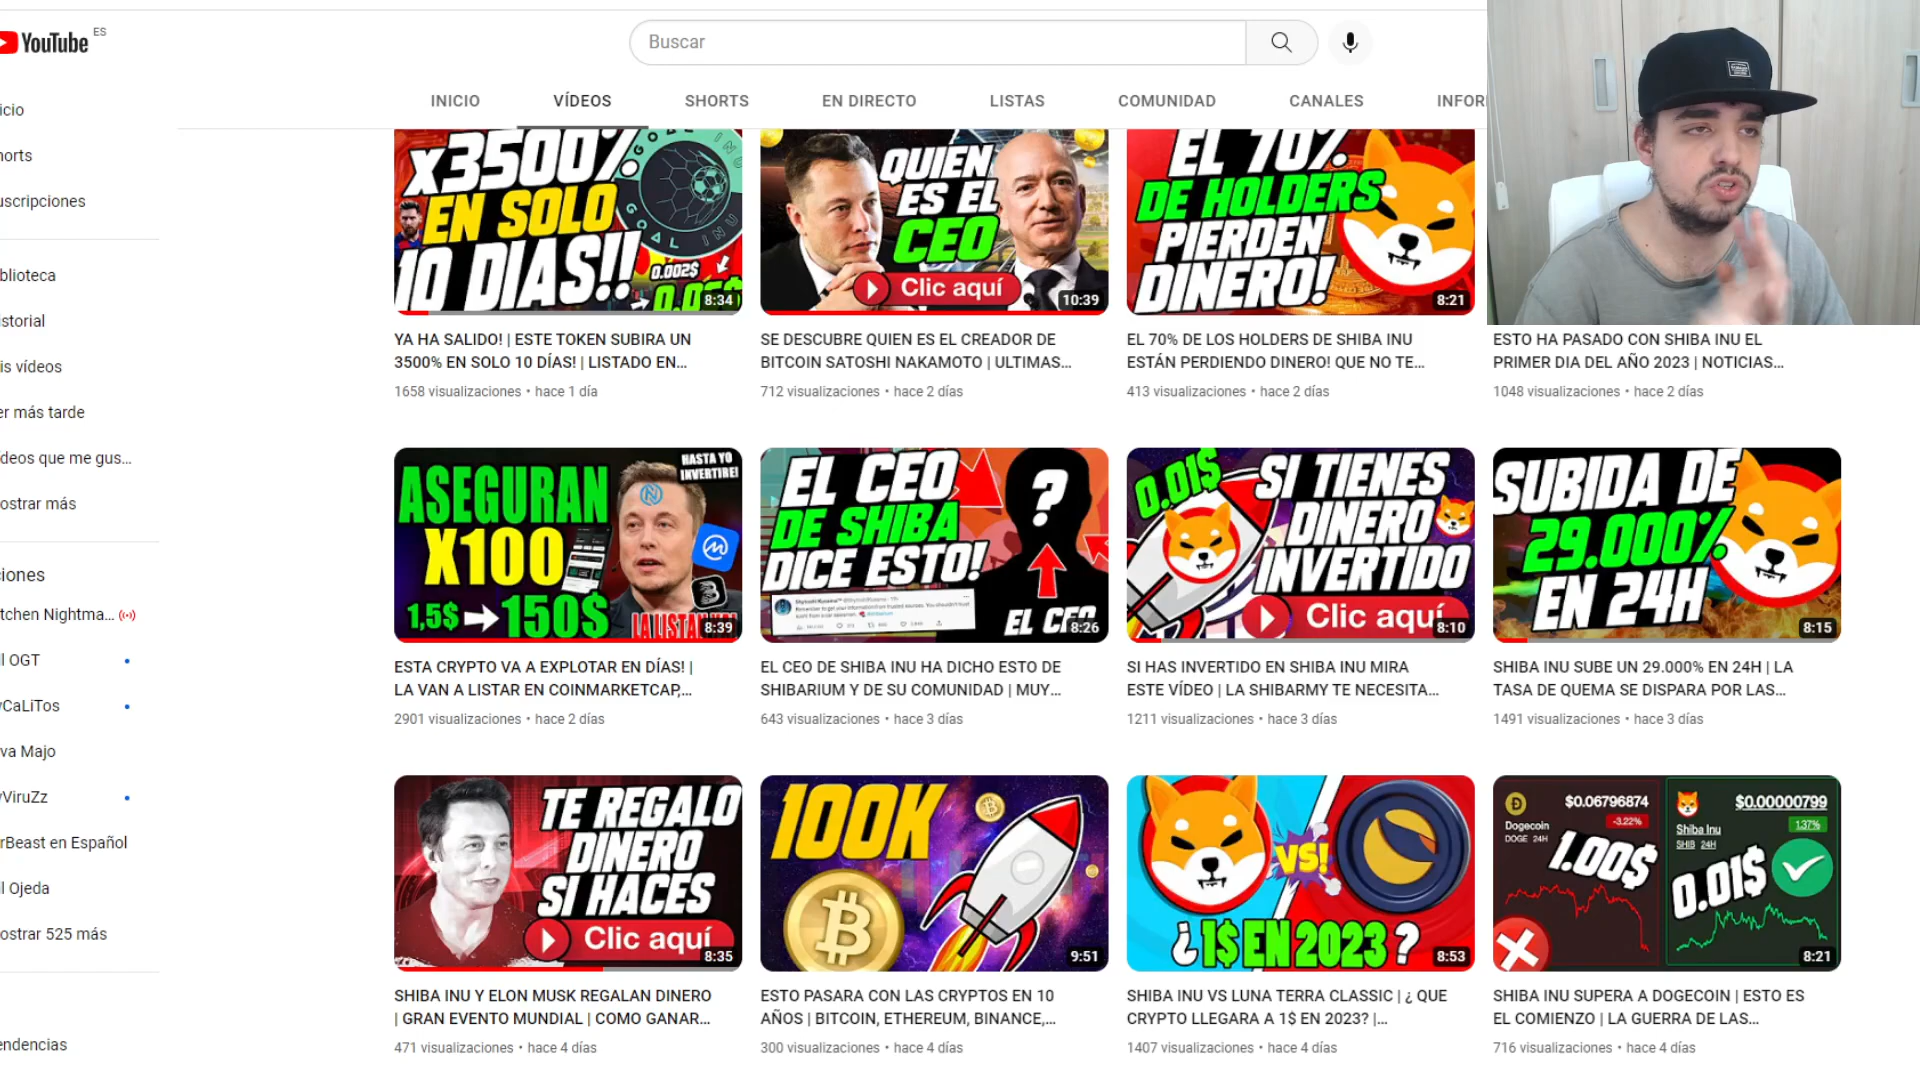 YouTube ES
Buscar
INICIO VÍDEOS SHORTS EN DIRECTO LISTAS COMUNIDAD CANALES INFOR
icio
horts
uscripciones
blioteca
storial
is vídeos
er más tarde
deos que me gus...
ostrar más
iones
tchen Nightma...
ll OGT
yCaLiTos
va Majo
yViruZz
rBeast en Español
ll Ojeda
ostrar 525 más
endencias
x3500%
EN SOLO
10 DIAS!!
GOAL INU
0.002$
8:34
QUIEN
ES EL
CEO
Clic aquí
10:39
EL 70%
DE HOLDERS
PIERDEN
DINERO!
8:21
YA HA SALIDO! | ESTE TOKEN SUBIRA UN
3500% EN SOLO 10 DÍAS! | LISTADO EN...
1658 visualizaciones • hace 1 día
SE DESCUBRE QUIEN ES EL CREADOR DE
BITCOIN SATOSHI NAKAMOTO | ULTIMAS...
712 visualizaciones • hace 2 días
EL 70% DE LOS HOLDERS DE SHIBA INU
ESTÁN PERDIENDO DINERO! QUE NO TE...
413 visualizaciones • hace 2 días
ESTO HA PASADO CON SHIBA INU EL
PRIMER DIA DEL AÑO 2023 | NOTICIAS...
1048 visualizaciones • hace 2 días
HASTA YO
INVERTIRE!
ASEGURAN
X100
1,5$ 150$
LA LISTAN
8:39
EL CEO
DE SHIBA
DICE ESTO!
?
EL CE
8:26
0.01$
SI TIENES
DINERO
INVERTIDO
Clic aquí
8:10
SUBIDA DE
29.000%
EN 24H
8:15
ESTA CRYPTO VA A EXPLOTAR EN DÍAS! |
LA VAN A LISTAR EN COINMARKETCAP,...
2901 visualizaciones • hace 2 días
EL CEO DE SHIBA INU HA DICHO ESTO DE
SHIBARIUM Y DE SU COMUNIDAD | MUY...
643 visualizaciones • hace 3 días
SI HAS INVERTIDO EN SHIBA INU MIRA
ESTE VÍDEO | LA SHIBARMY TE NECESITA...
1211 visualizaciones • hace 3 días
SHIBA INU SUBE UN 29.000% EN 24H | LA
TASA DE QUEMA SE DISPARA POR LAS...
1491 visualizaciones • hace 3 días
TE REGALO
DINERO
SI HACES
Clic aquí
8:35
100K
9:51
VS!
¿1$ EN 2023?
8:53
Dogecoin
DOGE 24H
$0.06796874
-3.22%
1.00$
Shiba Inu
SHIB 24H
$0.00000799
1.37%
0.01$
8:21
SHIBA INU Y ELON MUSK REGALAN DINERO
| GRAN EVENTO MUNDIAL | COMO GANAR...
471 visualizaciones • hace 4 días
ESTO PASARA CON LAS CRYPTOS EN 10
AÑOS | BITCOIN, ETHEREUM, BINANCE,...
300 visualizaciones • hace 4 días
SHIBA INU VS LUNA TERRA CLASSIC | ¿ QUE
CRYPTO LLEGARA A 1$ EN 2023? |...
1407 visualizaciones • hace 4 días
SHIBA INU SUPERA A DOGECOIN | ESTO ES
EL COMIENZO | LA GUERRA DE LAS...
716 visualizaciones • hace 4 días